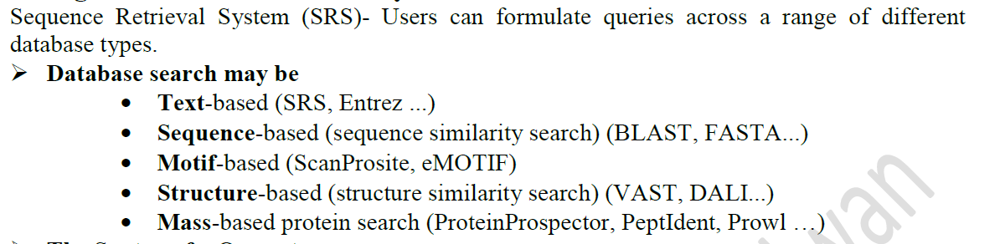 Sequence Retrieval System (SRS)- Users can formulate queries across a range of different
database types.
➢ Database search may be
• Text-based (SRS, Entrez ...)
• Sequence-based (sequence similarity search) (BLAST, FASTA...)
• Motif-based (ScanProsite, eMOTIF)
• Structure-based (structure similarity search) (VAST, DALI...)
• Mass-based protein search (ProteinProspector, PeptIdent, Prowl …)